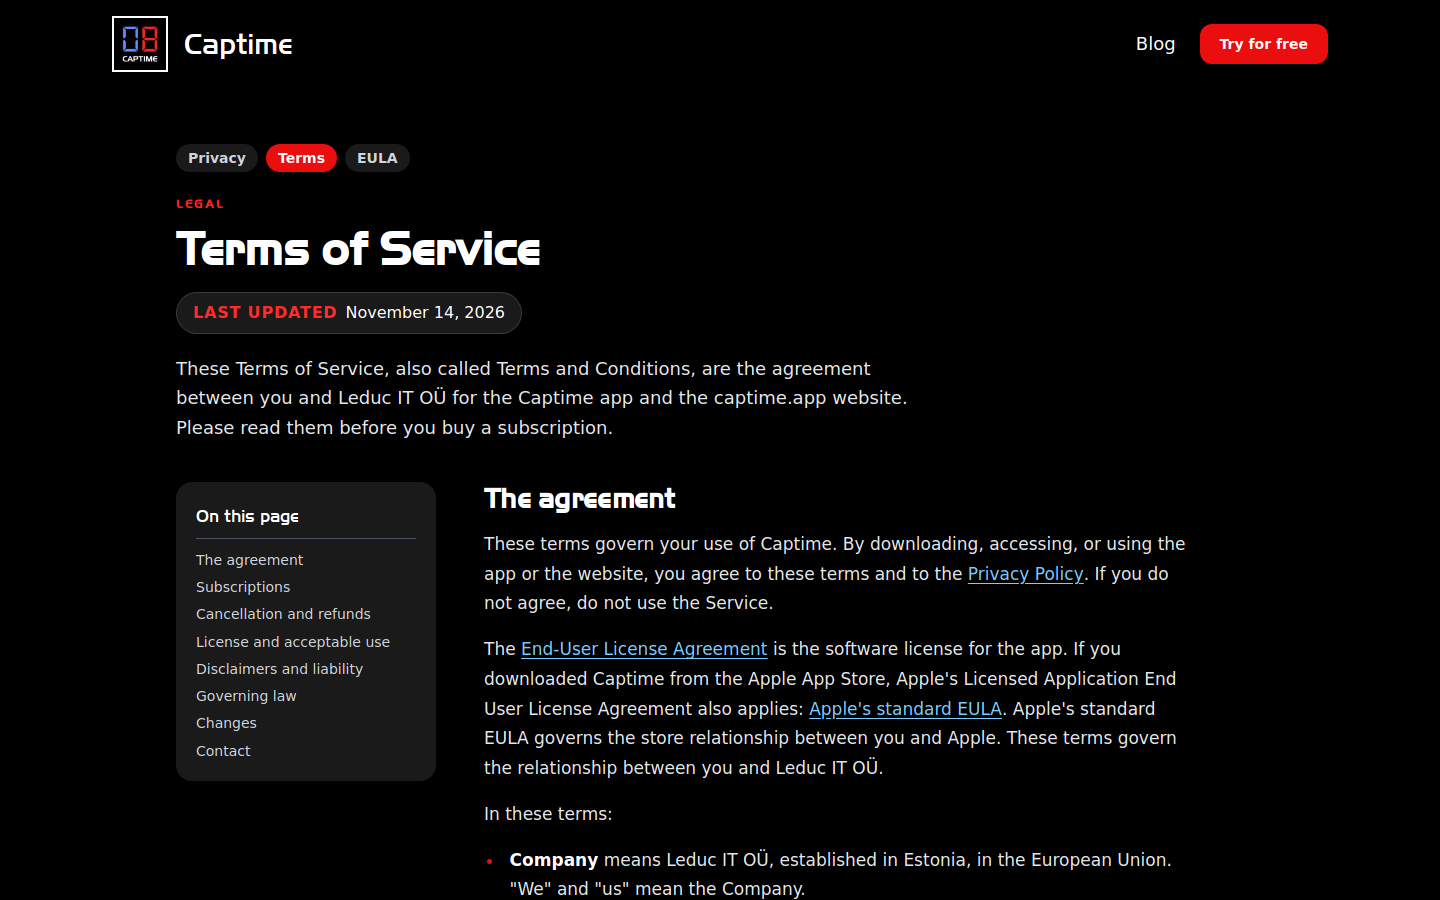 08
CAPTIME
Captime
Blog
Try for free
Privacy
Terms
EULA
LEGAL
Terms of Service
LAST UPDATED November 14, 2026
These Terms of Service, also called Terms and Conditions, are the agreement
between you and Leduc IT OÜ for the Captime app and the captime.app website.
Please read them before you buy a subscription.
On this page
The agreement
Subscriptions
Cancellation and refunds
License and acceptable use
Disclaimers and liability
Governing law
Changes
Contact
The agreement
These terms govern your use of Captime. By downloading, accessing, or using the
app or the website, you agree to these terms and to the Privacy Policy. If you do
not agree, do not use the Service.
The End-User License Agreement is the software license for the app. If you
downloaded Captime from the Apple App Store, Apple's Licensed Application End
User License Agreement also applies: Apple's standard EULA. Apple's standard
EULA governs the store relationship between you and Apple. These terms govern
the relationship between you and Leduc IT OÜ.
In these terms:
• Company means Leduc IT OÜ, established in Estonia, in the European Union.
"We" and "us" mean the Company.